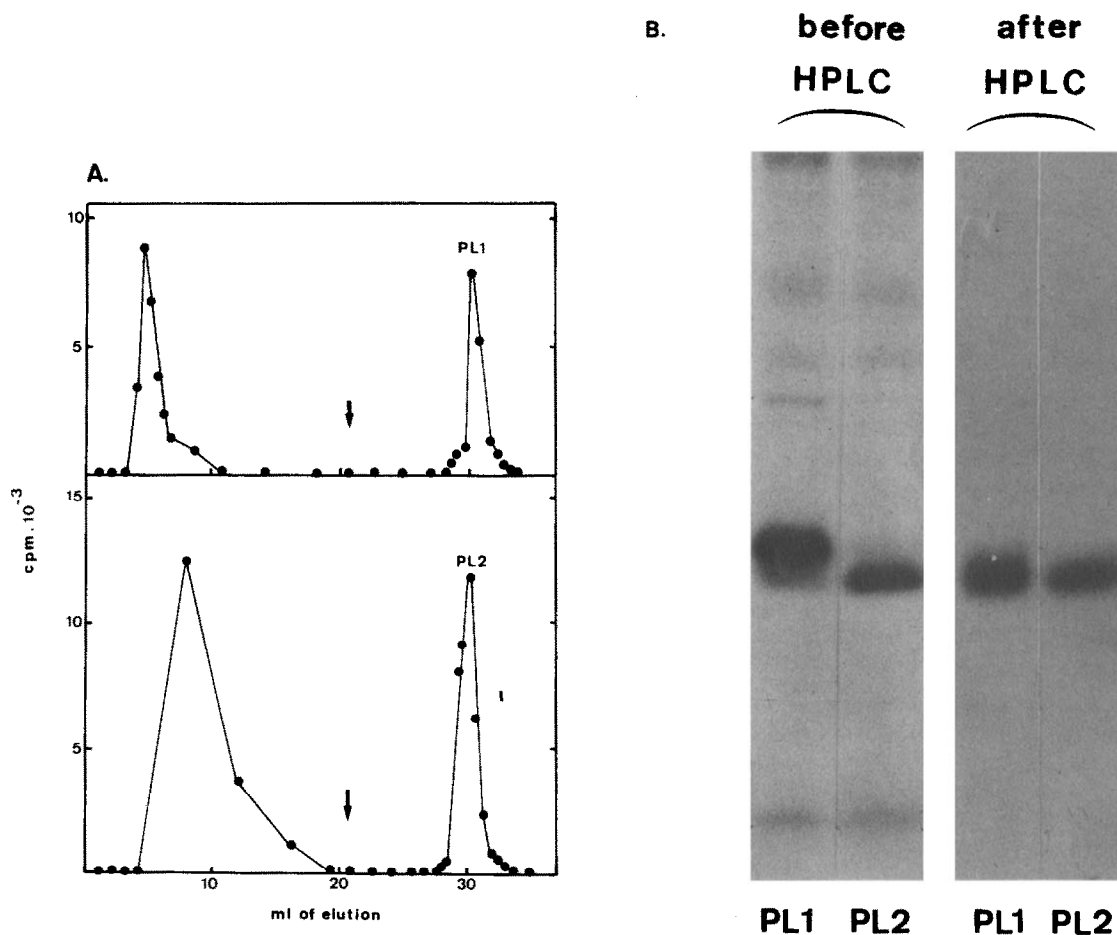 A.
10
5
PL1
15
10
5
PL2
cpm.10⁻³
10 20 30
ml of elution
B.
before after
HPLC HPLC
PL1 PL2 PL1 PL2